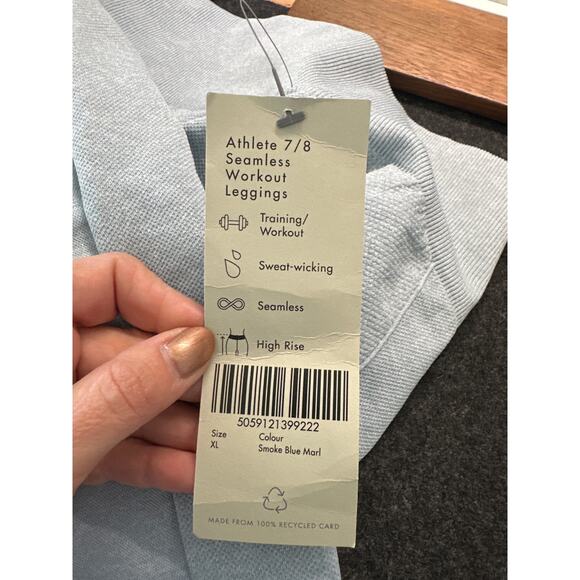 Athlete 7/8
Seamless
Workout
Leggings
Training/
Workout
Sweat-wicking
Seamless
High Rise
5059121399222
Size Colour
XL Smoke Blue Marl
MADE FROM 100% RECYCLED CARD